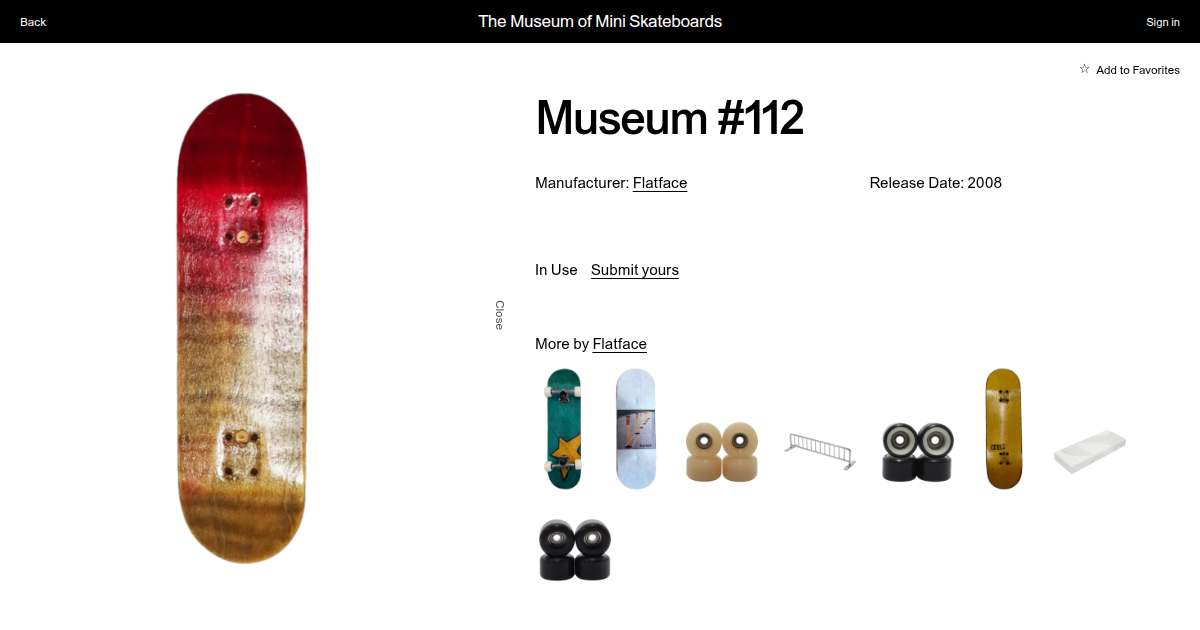 Back
The Museum of Mini Skateboards
Sign in
☆ Add to Favorites
Museum #112
Manufacturer: Flatface
Release Date: 2008
In Use Submit yours
Close
More by Flatface